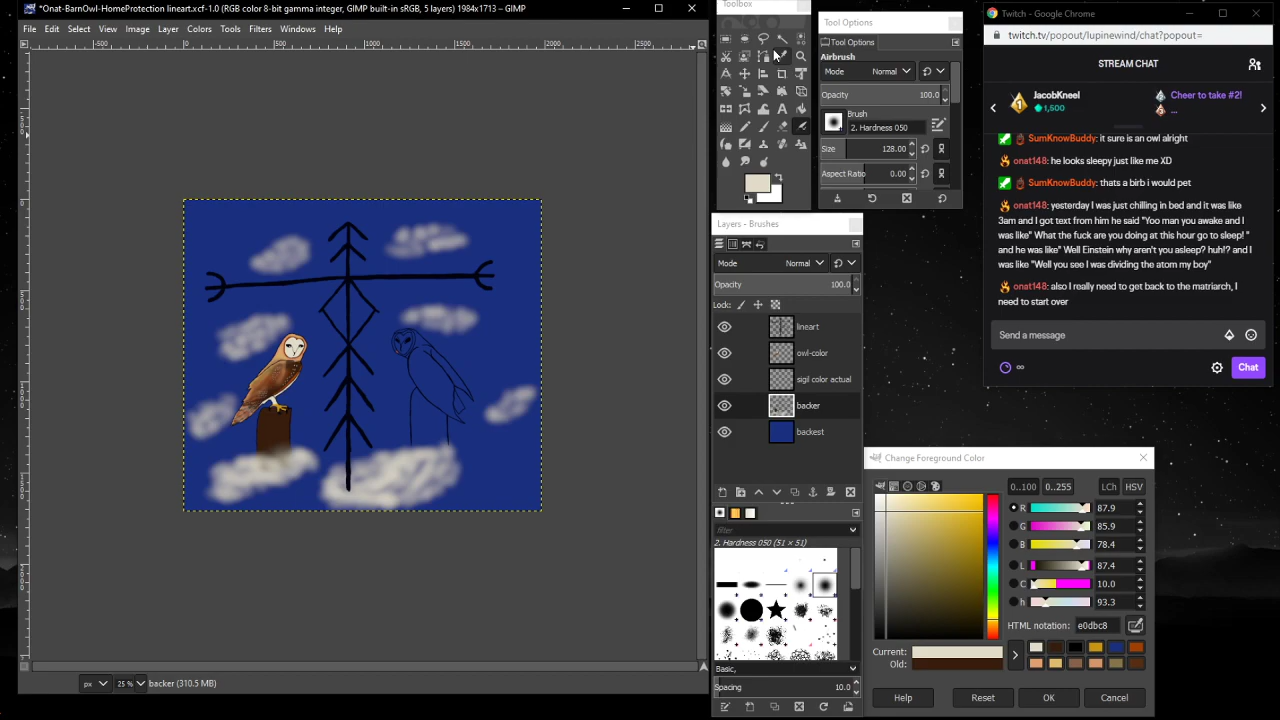 *Onat-BarnOwl-HomeProtection lineart.xcf-1.0 (RGB color 8-bit gamma integer, GIMP built-in sRGB, 5 layers) 1984x1713 – GIMP
File Edit Select View Image Layer Colors Tools Filters Windows Help
-500 0 500 1000 1500 2000
px 25 % backer (310.5 MB)
Toolbox
Tool Options
Tool Options
Airbrush
Mode Normal
Opacity 100.0
Brush
2. Hardness 050
Size 128.00
Aspect Ratio 0.00
Layers - Brushes
Mode Normal
Opacity 100.0
Lock:
lineart
owl-color
sigil color actual
backer
backest
filter
2. Hardness 050 (51 × 51)
Basic,
Spacing 10.0
Twitch - Google Chrome
twitch.tv/popout/lupinewind/chat?popout=
STREAM CHAT
1 JacobKneel
1,500
Cheer to take #2!
...
SumKnowBuddy: it sure is an owl alright
onat148: he looks sleepy just like me XD
SumKnowBuddy: thats a birb i would pet
onat148: yesterday I was just chilling in bed and it was like
3am and I got text from him he said "Yoo man you awake and I
was like" What the fuck are you doing at this hour go to sleep! "
and he was like" Well Einstein why aren't you asleep? huh!? and I
was like "Well you see I was dividing the atom my boy"
onat148: also I really need to get back to the matriarch, I
need to start over
Send a message
∞ Chat
Change Foreground Color
0..100 0..255 LCh HSV
R 87.9
G 85.9
B 78.4
L 87.4
C 10.0
h 93.3
HTML notation: e0dbc8
Current:
Old:
Help Reset OK Cancel